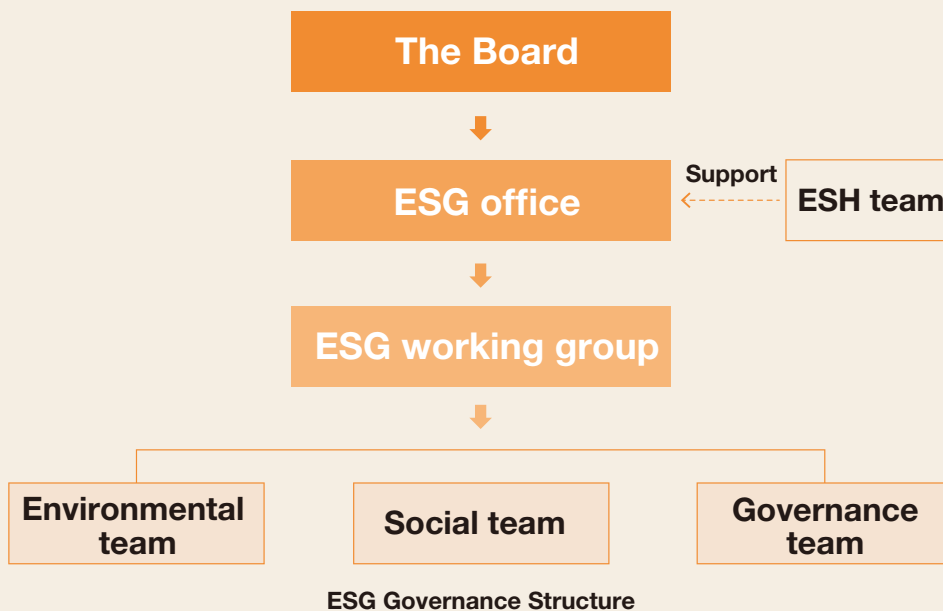 The Board
Support
ESG office
ESH team
ESG working group
Environmental
team
Social team
Governance
team
ESG Governance Structure